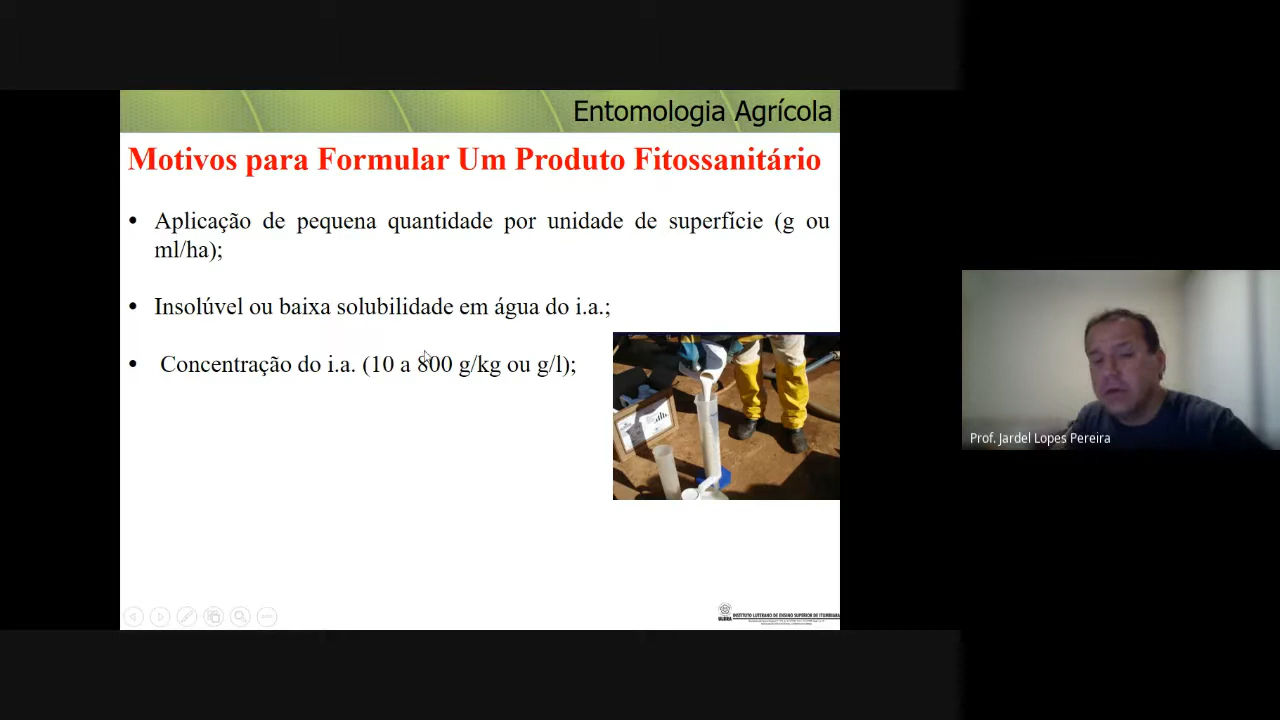 Entomologia Agrícola
Motivos para Formular Um Produto Fitossanitário
• Aplicação de pequena quantidade por unidade de superfície (g ou
ml/ha);
• Insolúvel ou baixa solubilidade em água do i.a.;
• Concentração do i.a. (10 a 800 g/kg ou g/l);
Prof. Jardel Lopes Pereira
ULBRA INSTITUTO LUTERANO DE ENSINO SUPERIOR DE ITUMBIARA